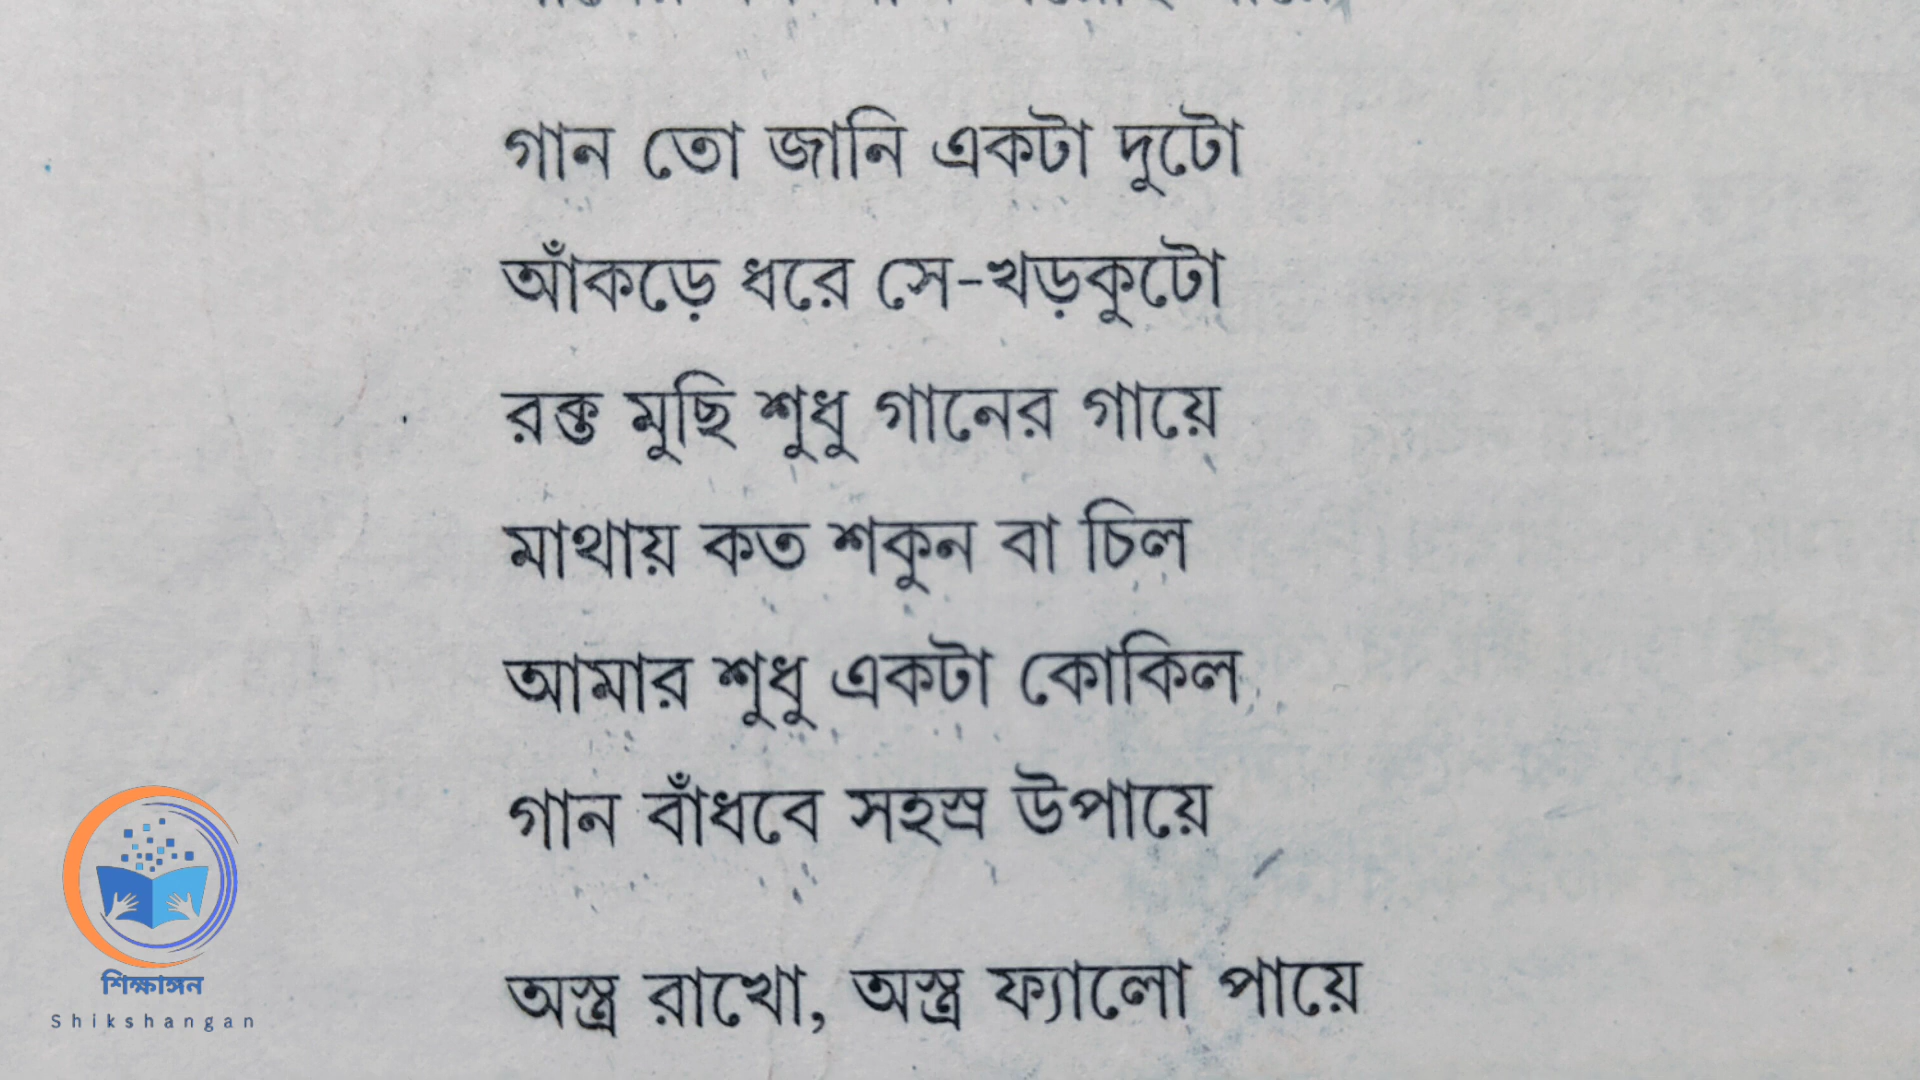 গান তো জানি একটা দুটো
আঁকড়ে ধরে সে-খড়কুটো
রক্ত মুছি শুধু গানের গায়ে
মাথায় কত শকুন বা চিল
আমার শুধু একটা কোকিল
গান বাঁধবে সহস্র উপায়ে
অস্ত্র রাখো, অস্ত্র ফ্যালো পায়ে
শিক্ষাঙ্গন
Shikshangan